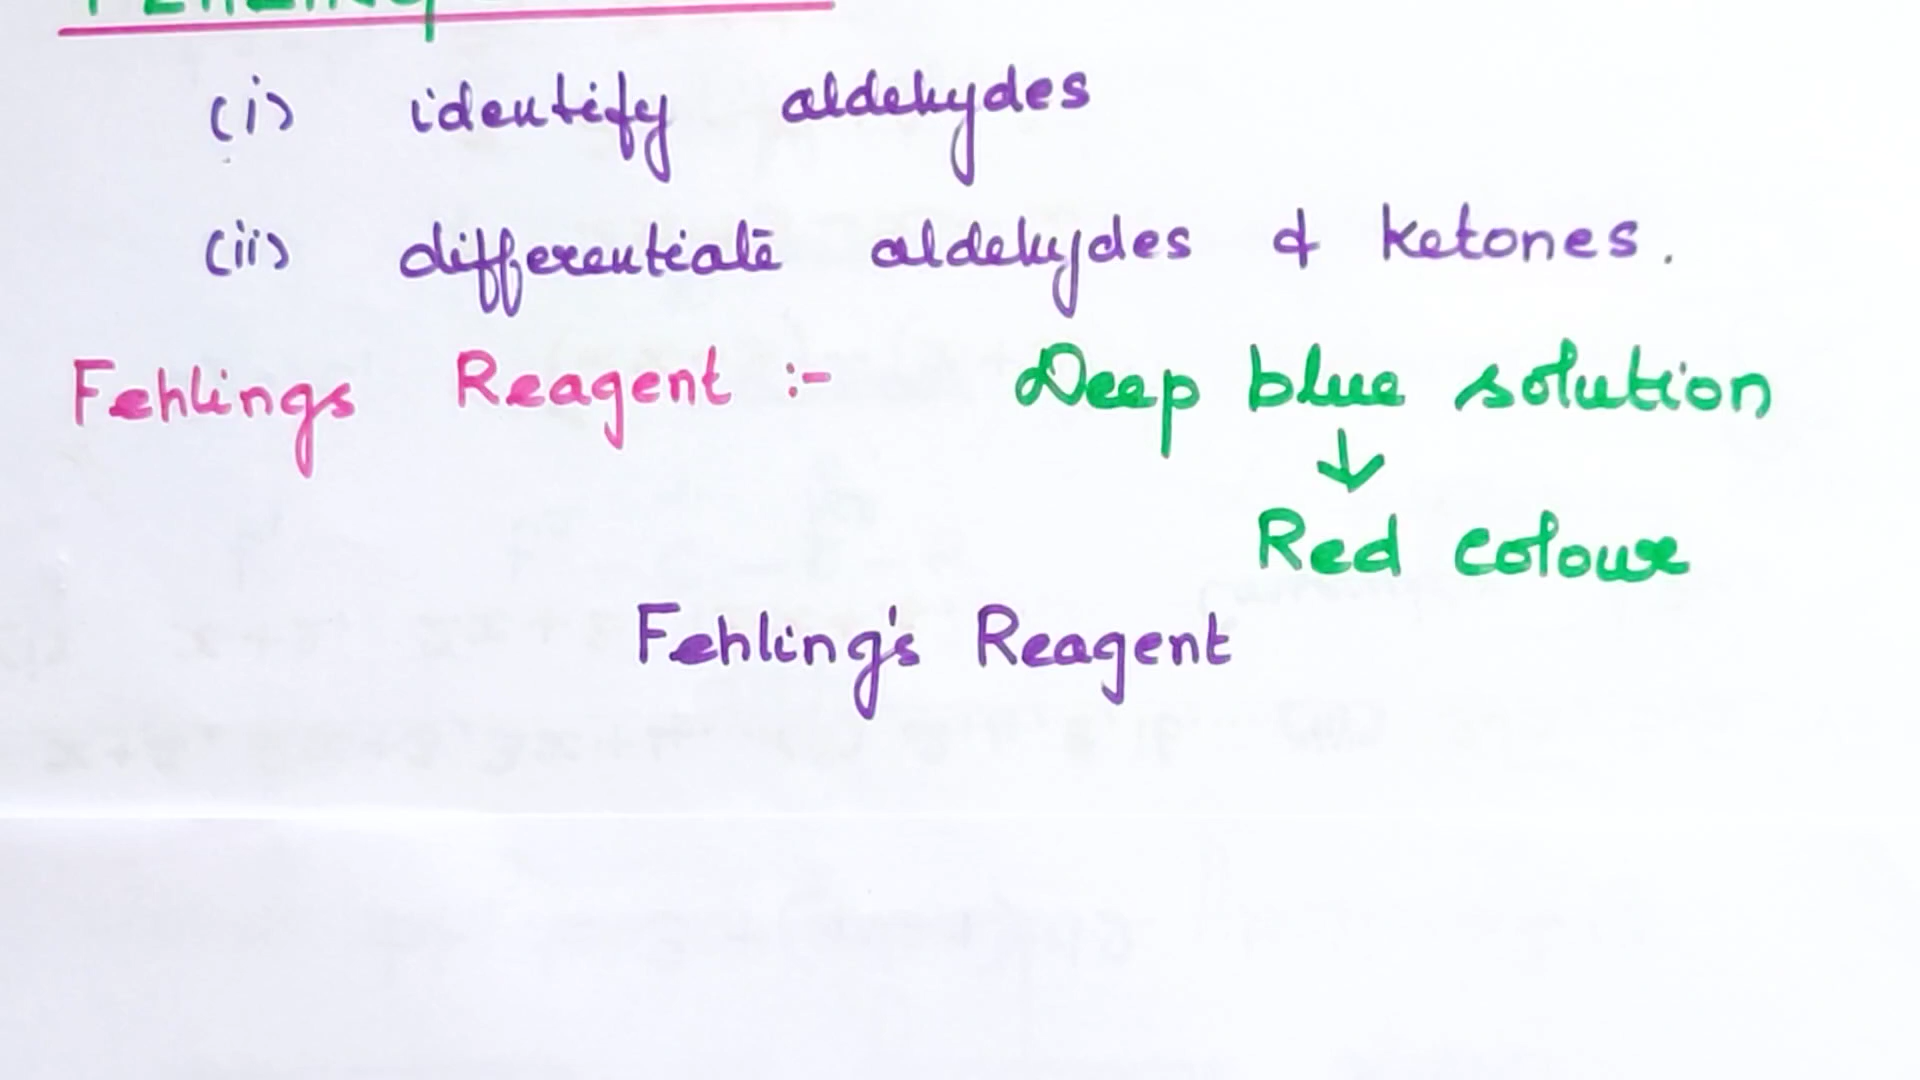 (i) identify aldehydes
(ii) differentiate aldehydes & ketones.
Fehlings Reagent :- Deep blue solution
↓
Red colour
Fehling's Reagent